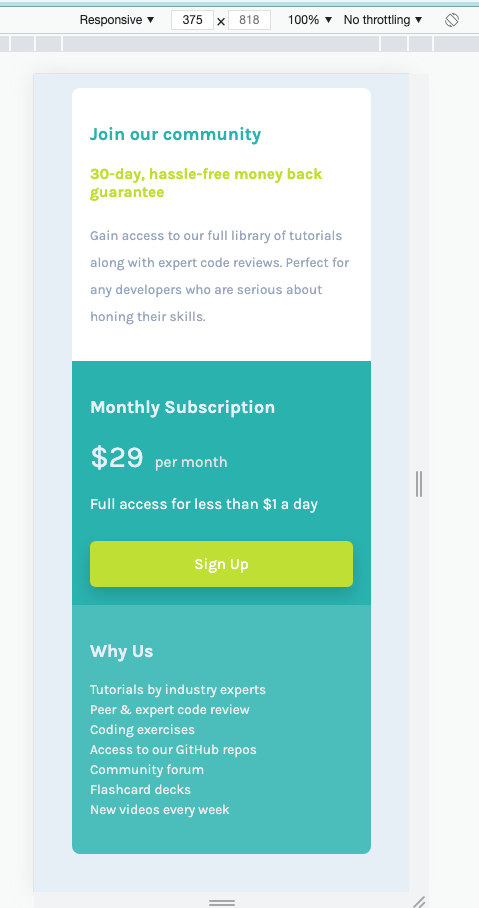 Responsive ▼ 375 x 818 100% ▼ No throttling ▼
Join our community
30-day, hassle-free money back
guarantee
Gain access to our full library of tutorials
along with expert code reviews. Perfect for
any developers who are serious about
honing their skills.
Monthly Subscription
$29 per month
Full access for less than $1 a day
Sign Up
Why Us
Tutorials by industry experts
Peer & expert code review
Coding exercises
Access to our GitHub repos
Community forum
Flashcard decks
New videos every week